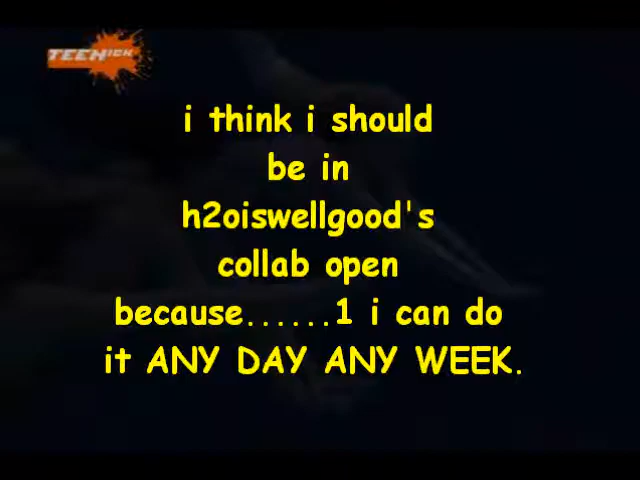 TEENick
i think i should
be in
h2oiswellgood's
collab open
because......1 i can do
it ANY DAY ANY WEEK.